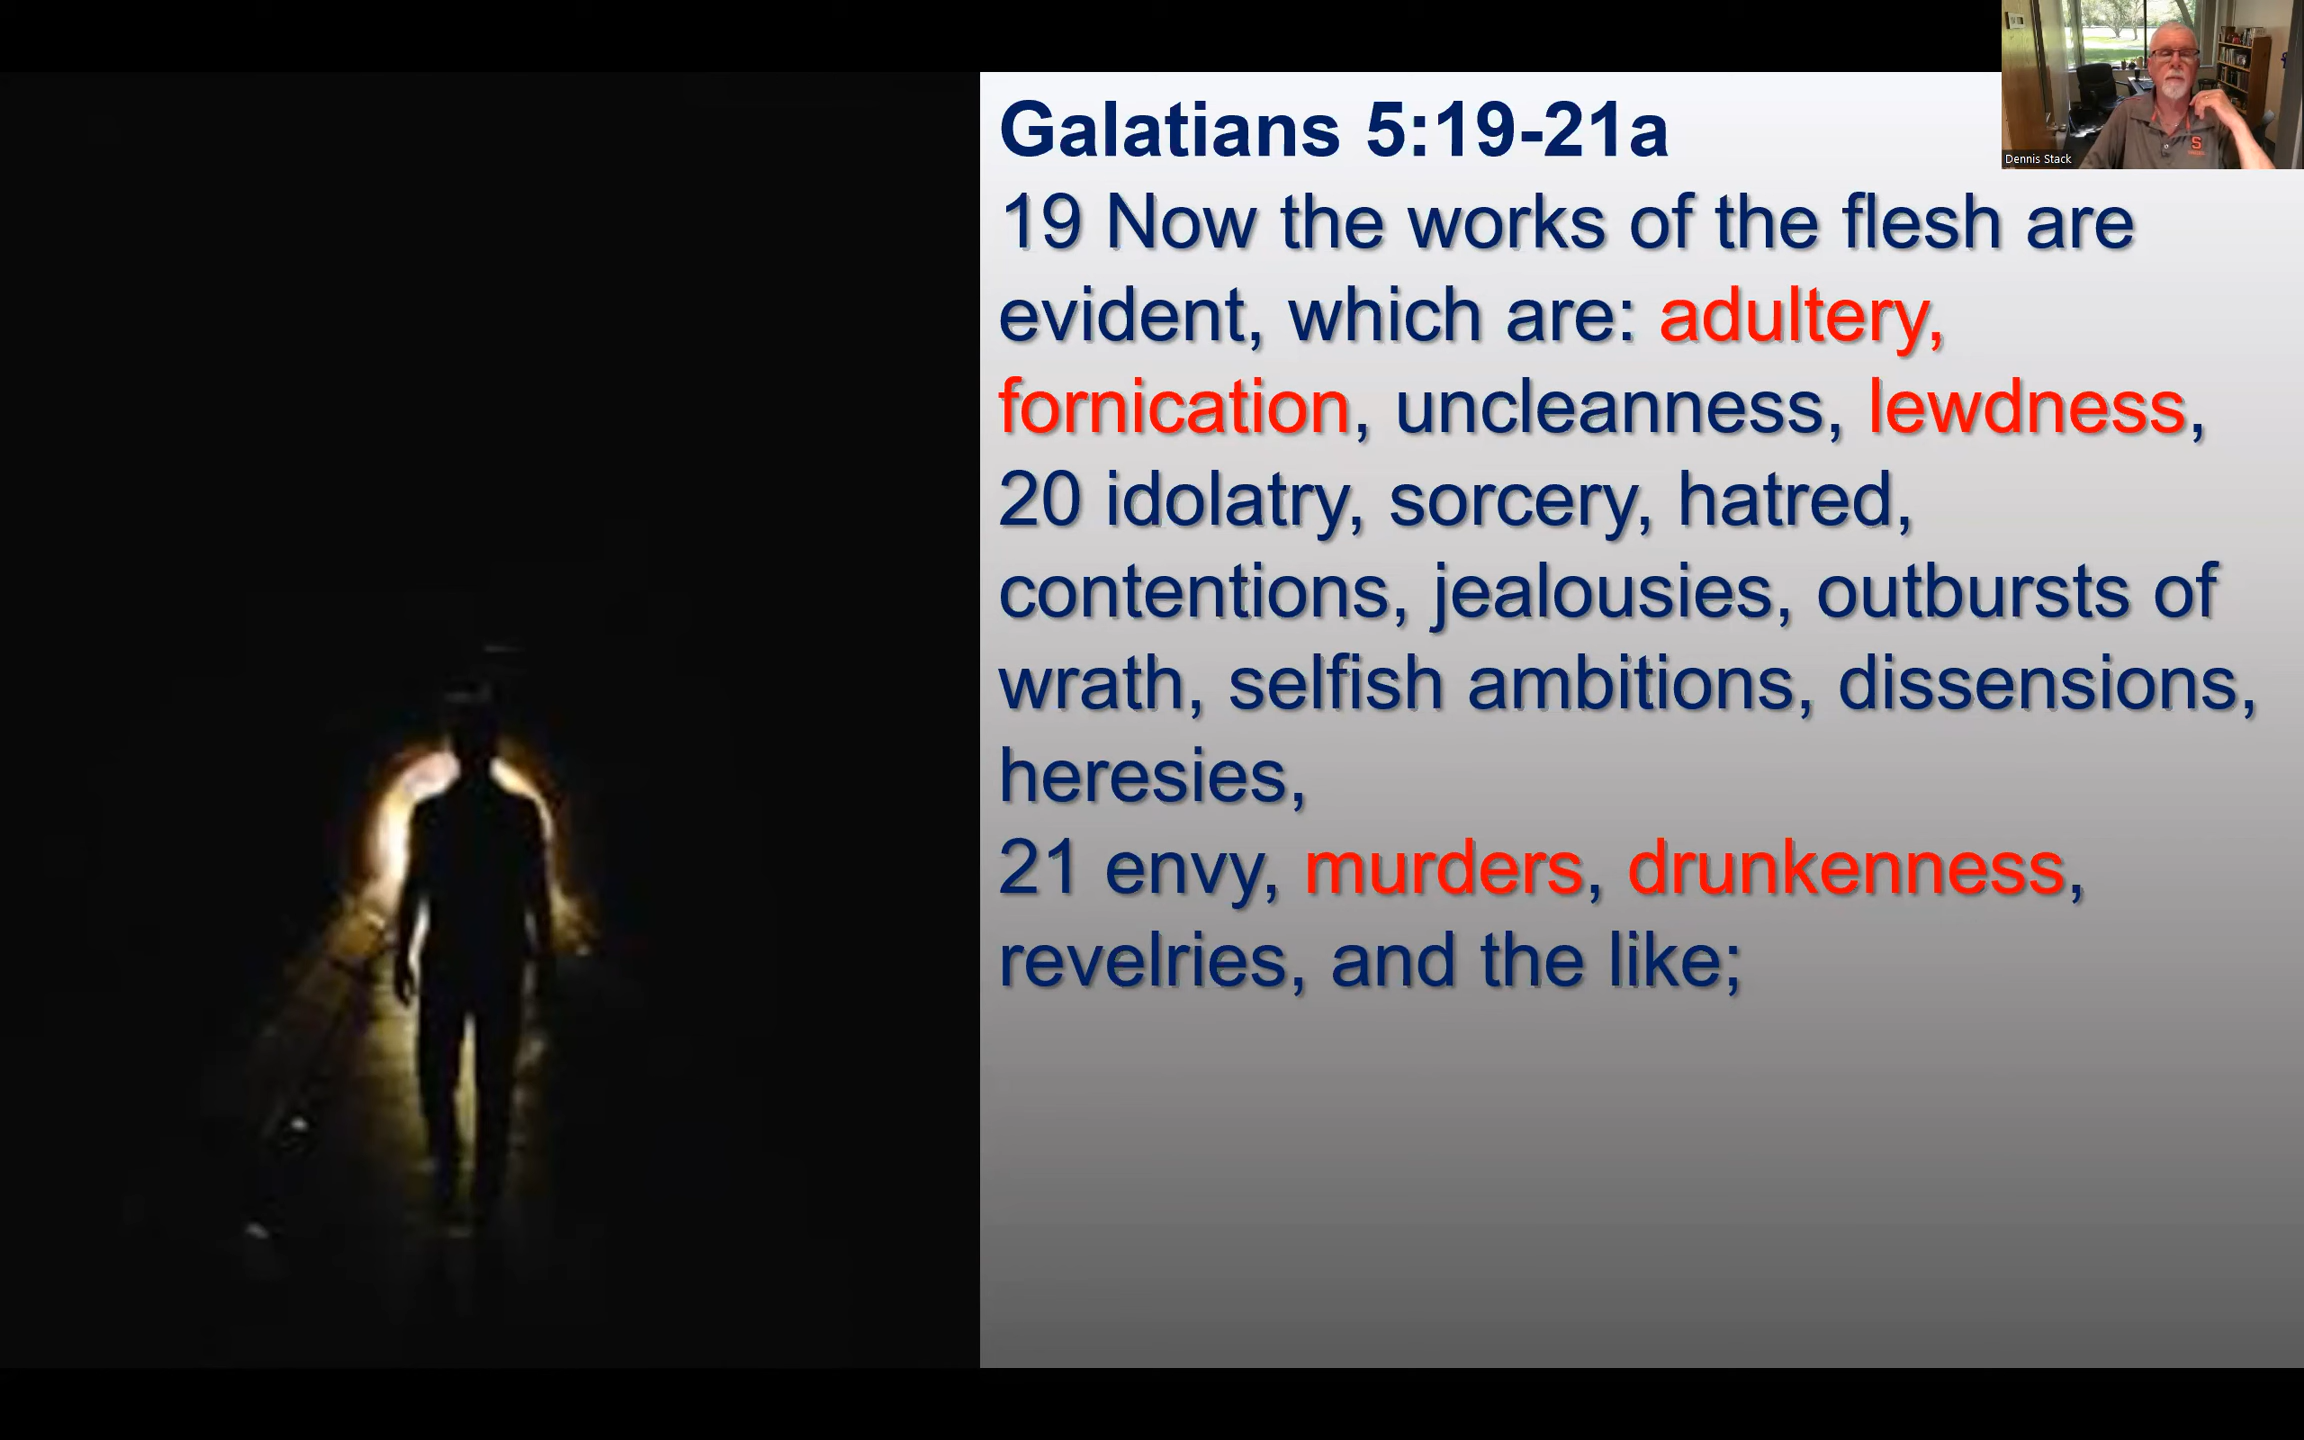 Galatians 5:19-21a
19 Now the works of the flesh are
evident, which are: adultery,
fornication, uncleanness, lewdness,
20 idolatry, sorcery, hatred,
contentions, jealousies, outbursts of
wrath, selfish ambitions, dissensions,
heresies,
21 envy, murders, drunkenness,
revelries, and the like;
Dennis Stack
S